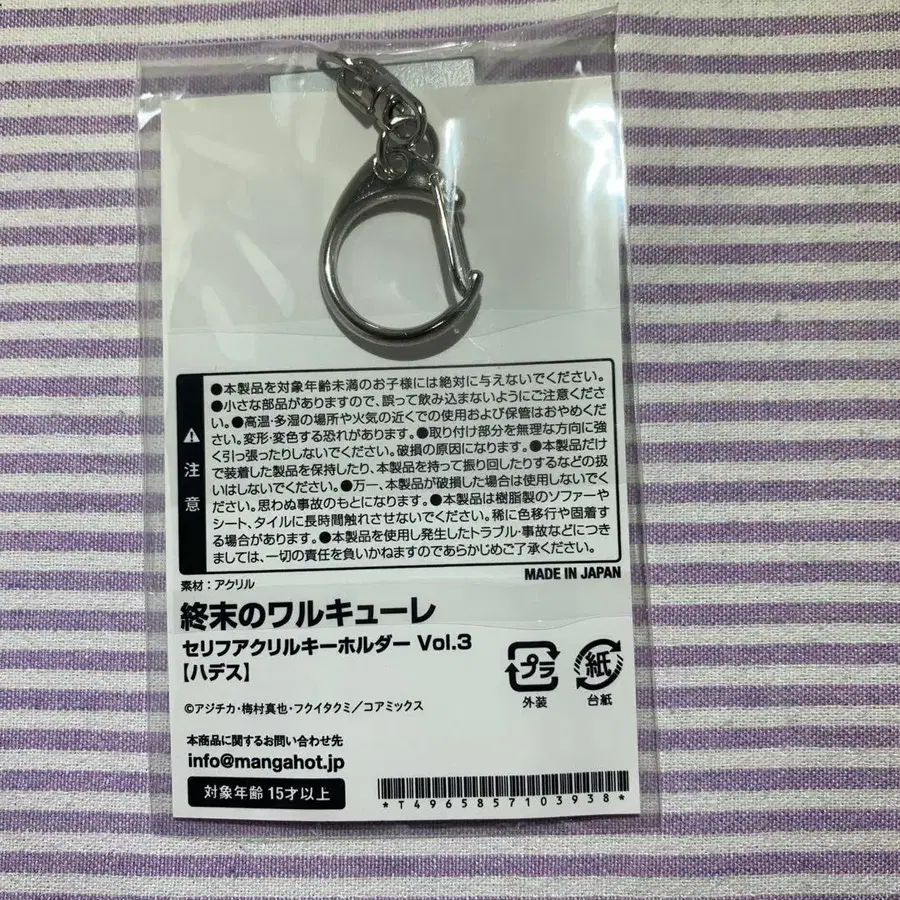 ●本製品を対象年齢未満のお子様には絶対に与えないでください。
●小さな部品がありますので、誤って飲み込まないようにご注意くださ
い。●高温・多湿の場所や火気の近くでの使用および保管はおやめくだ
さい。変形・変色する恐れがあります。●取り付け部分を無理な方向に強
く引っ張ったりしないでください。破損の原因になります。●本製品だけ
で装着した製品を保持したり、本製品を持って振り回したりするなどの扱
いはしないでください。●万一、本製品が破損した場合は使用しないでく
ださい。思わぬ事故のもとになります。●本製品は樹脂製のソファーや
シート、タイルに長時間触れさせないでください。稀に色移行や固着す
る場合があります。●本製品を使用し発生したトラブル・事故などにつき
ましては、一切の責任を負いかねますのであらかじめご了承ください。
注意
MADE IN JAPAN
素材:アクリル
終末のワルキューレ
セリフアクリルキーホルダー Vol.3
【ハデス】
プラ
外装
紙
台紙
©アジチカ・梅村真也・フクイタクミ/コアミックス
本商品に関するお問い合わせ先
info@mangahot.jp
対象年齢 15才以上
*T4965857103938*